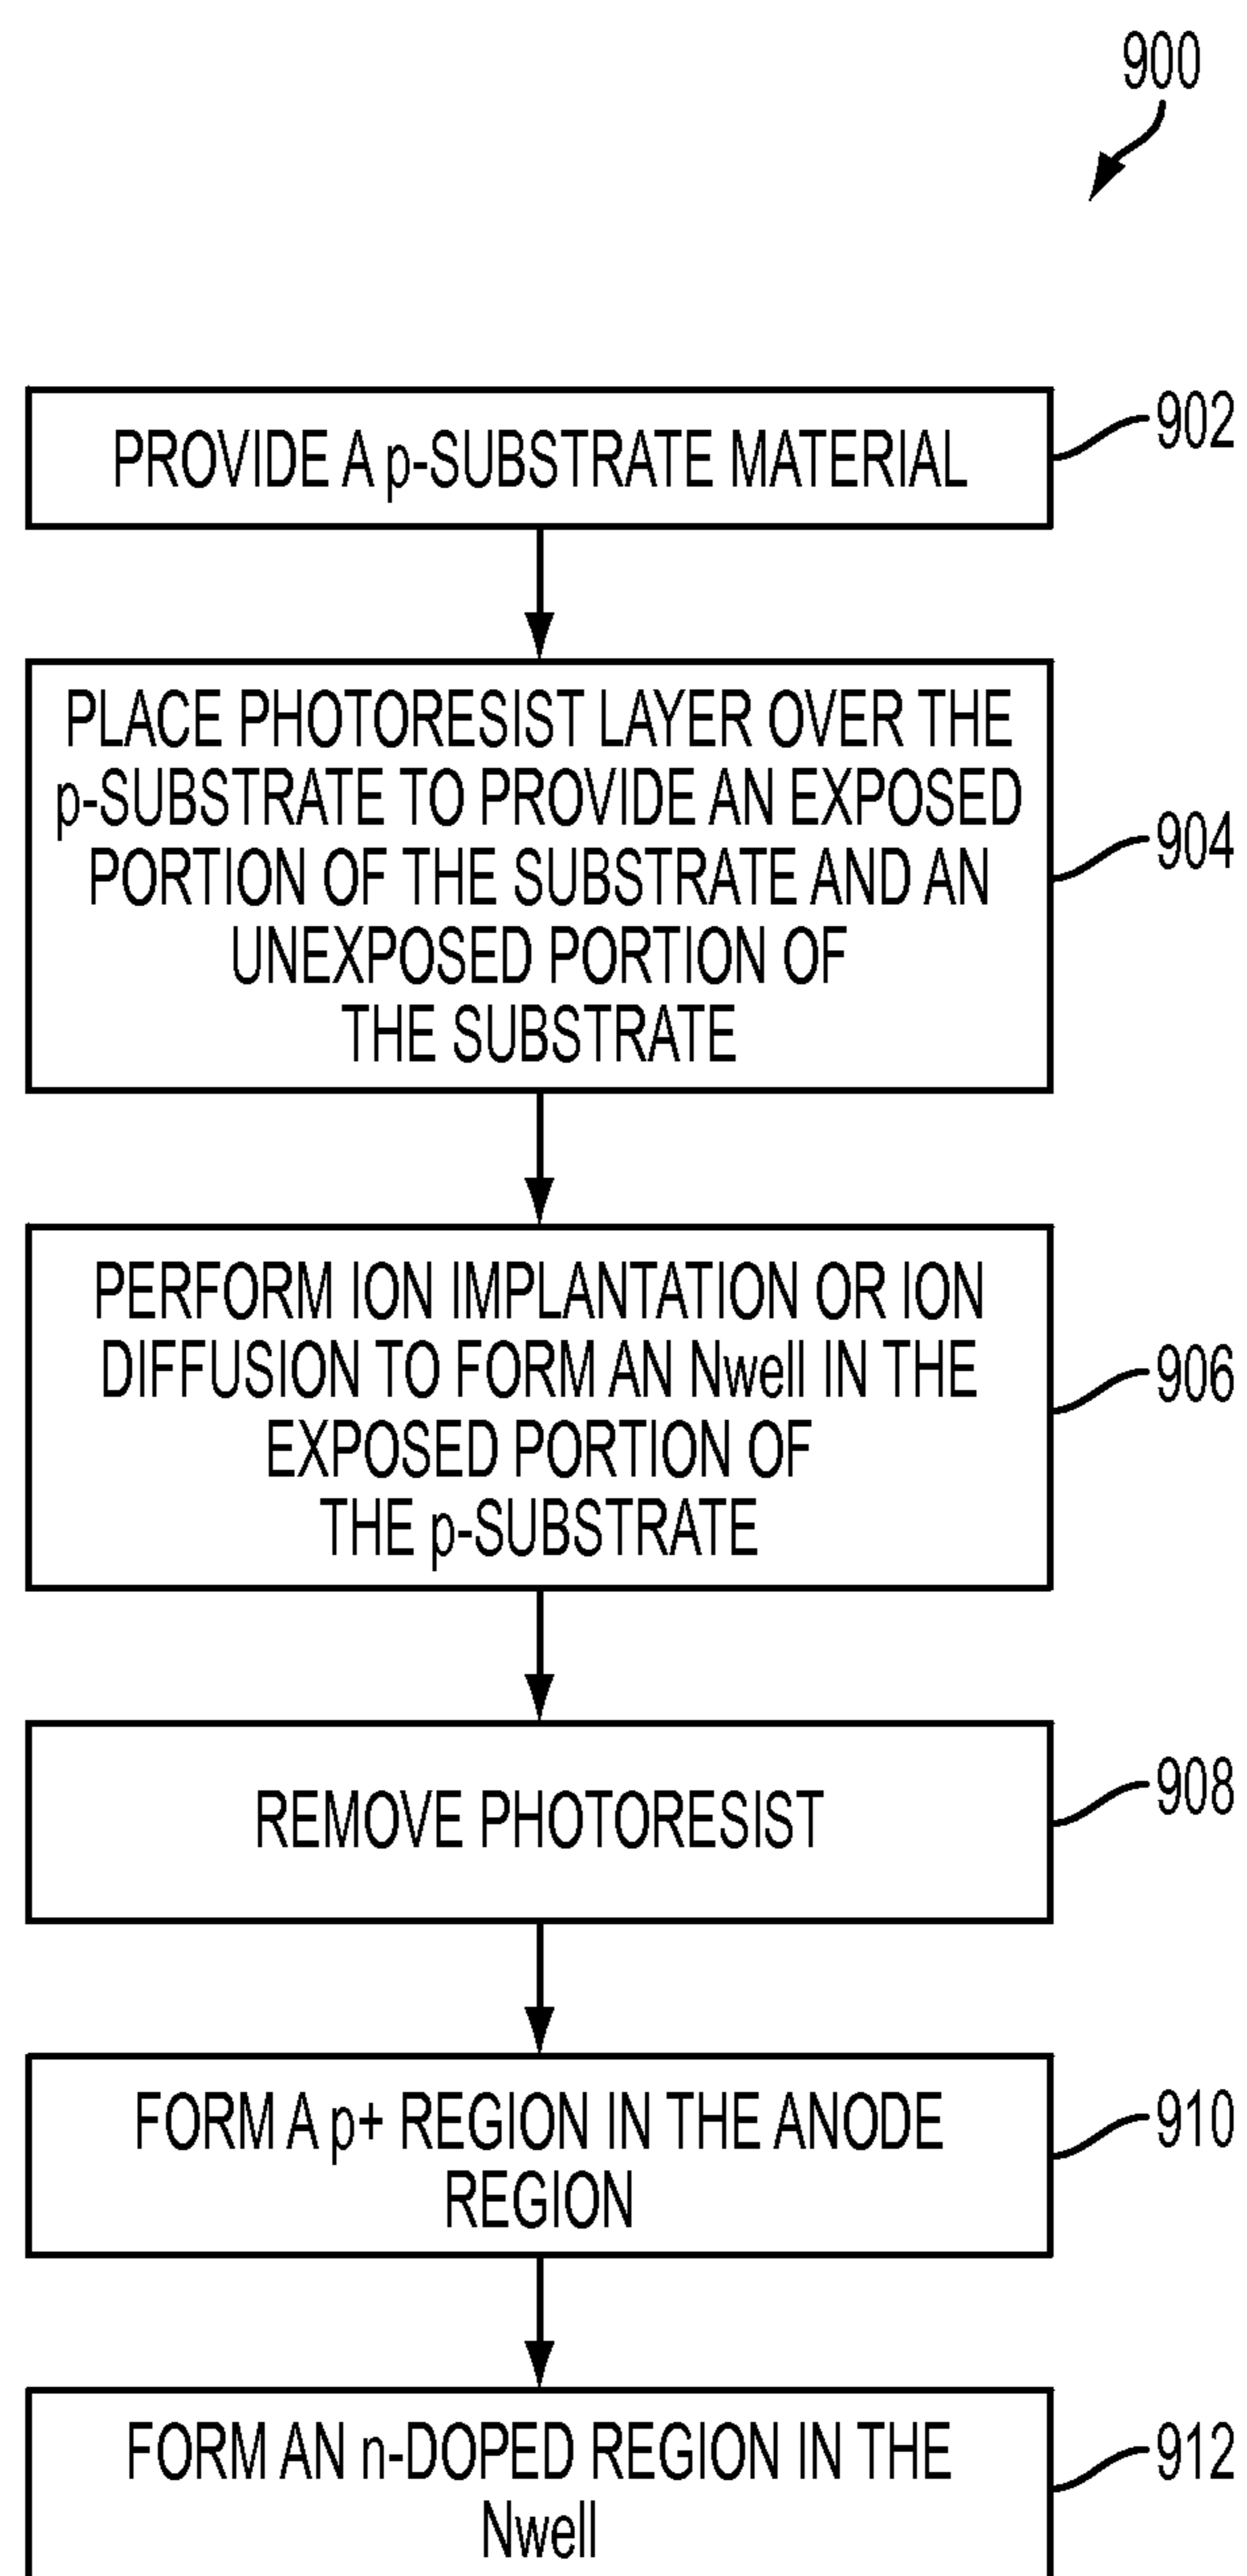 900
PROVIDE A p-SUBSTRATE MATERIAL
902
PLACE PHOTORESIST LAYER OVER THE
p-SUBSTRATE TO PROVIDE AN EXPOSED
PORTION OF THE SUBSTRATE AND AN
UNEXPOSED PORTION OF
THE SUBSTRATE
904
PERFORM ION IMPLANTATION OR ION
DIFFUSION TO FORM AN Nwell IN THE
EXPOSED PORTION OF
THE p-SUBSTRATE
906
REMOVE PHOTORESIST
908
FORM A p+ REGION IN THE ANODE
REGION
910
FORM AN n-DOPED REGION IN THE
Nwell
912